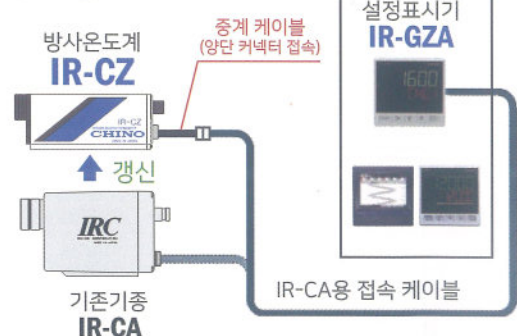 방사온도계
IR-CZ
중계 케이블
(양단 커넥터 접속)
설정표시기
IR-GZA
1600
IR-GZ
CHINO
갱신
IRC
IR-CA용 접속 케이블
기존기종
IR-CA